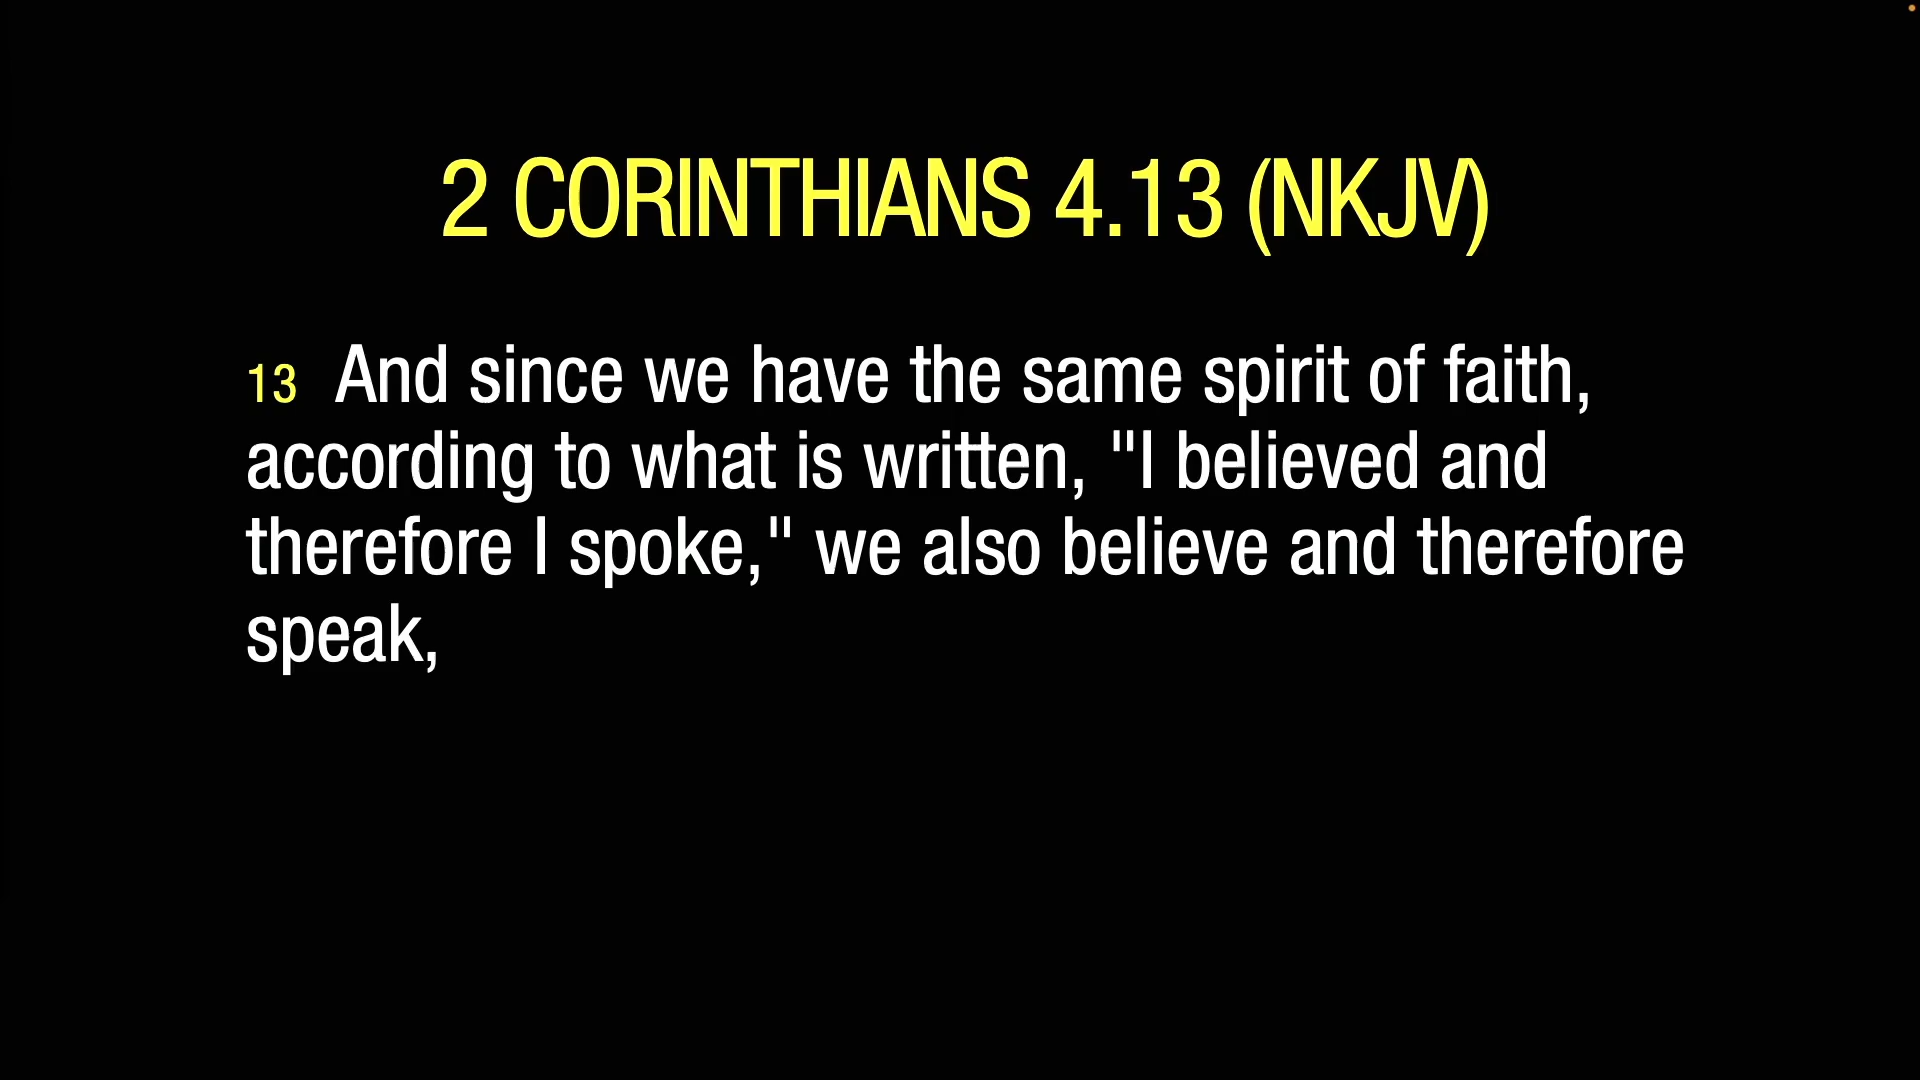 2 CORINTHIANS 4.13 (NKJV)
13 And since we have the same spirit of faith,
according to what is written, "I believed and
therefore I spoke," we also believe and therefore
speak,